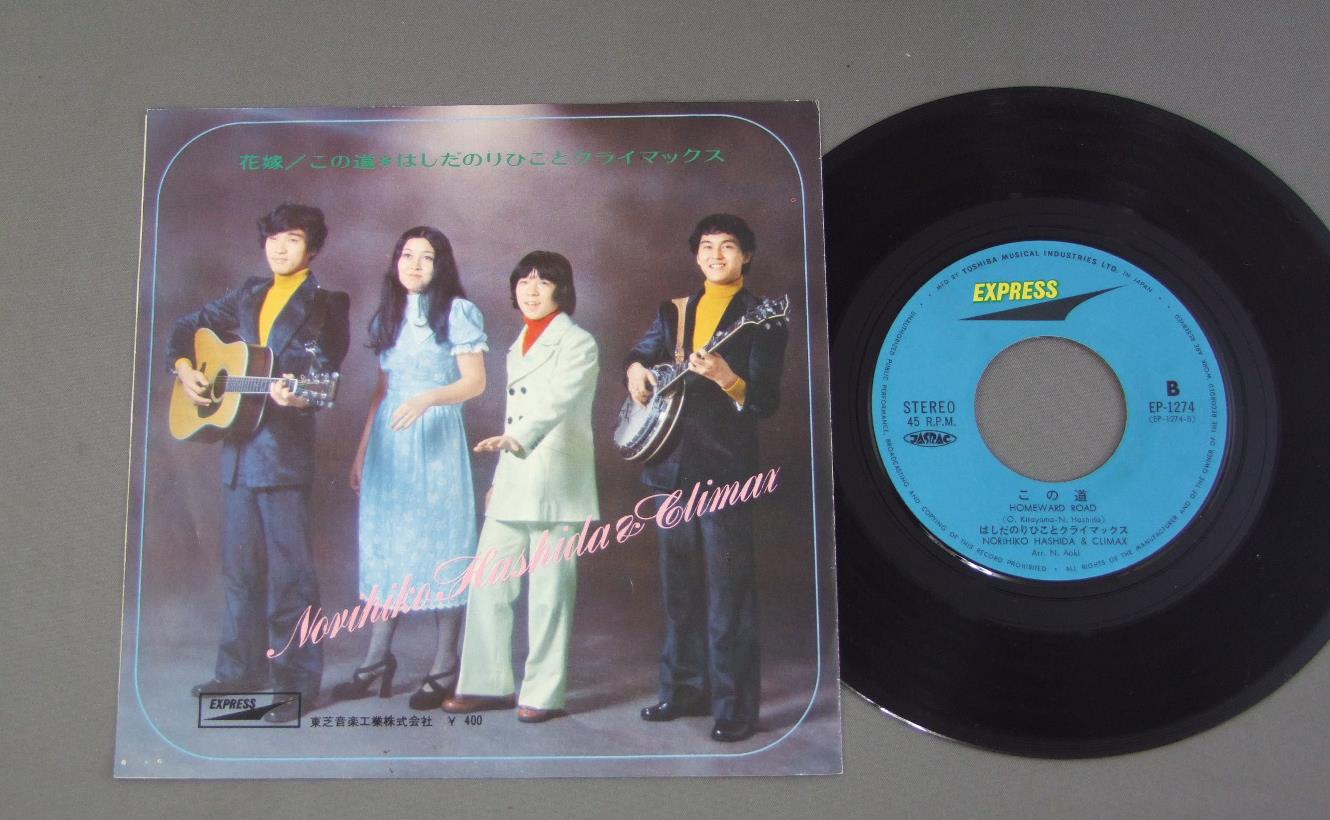 花嫁/この道*はしだのりひことクライマックス
Norihiko Hashida & Climax
EXPRESS
東芝音楽工業株式会社 ¥ 400
MFD BY TOSHIBA MUSICAL INDUSTRIES LTD. IN JAPAN
EXPRESS
STEREO
45 R.P.M.
JASRAC
B
EP-1274
(EP-1274-B)
この道
HOMEWARD ROAD
(O. Kitayama-N. Hashida)
はしだのりひことクライマックス
NORIHIKO HASHIDA & CLIMAX
Arr. N. Aoki
UNAUTHORIZED PUBLIC PERFORMANCE, BROADCASTING AND COPYING OF THIS RECORD PROHIBITED • ALL RIGHTS OF THE MANUFACTURER AND OF THE OWNER OF THE RECORDED WORK ARE RESERVED